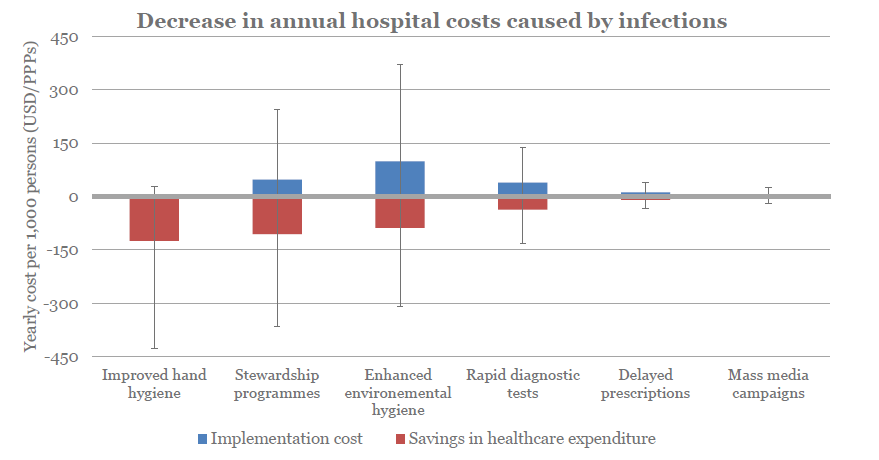 Decrease in annual hospital costs caused by infections
Yearly cost per 1,000 persons (USD/PPPs)
450
300
150
0
-150
-300
-450
Improved hand
hygiene
Stewardship
programmes
Enhanced
environemental
hygiene
Rapid diagnostic
tests
Delayed
prescriptions
Mass media
campaigns
Implementation cost
Savings in healthcare expenditure